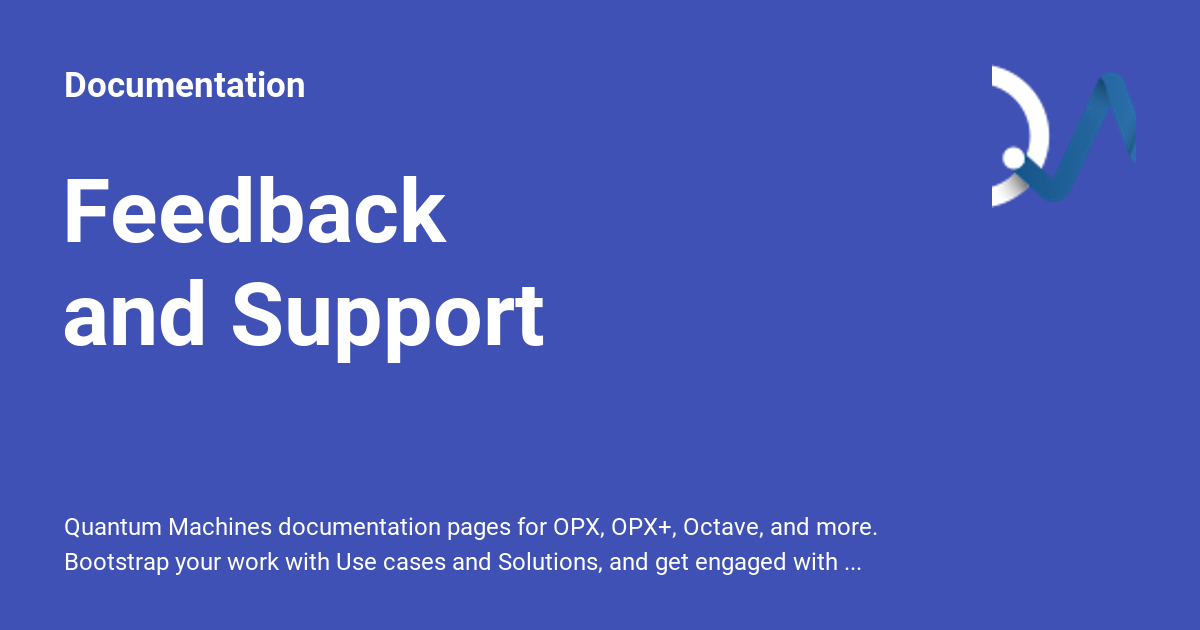 Documentation
Feedback
and Support
Quantum Machines documentation pages for OPX, OPX+, Octave, and more.
Bootstrap your work with Use cases and Solutions, and get engaged with ...